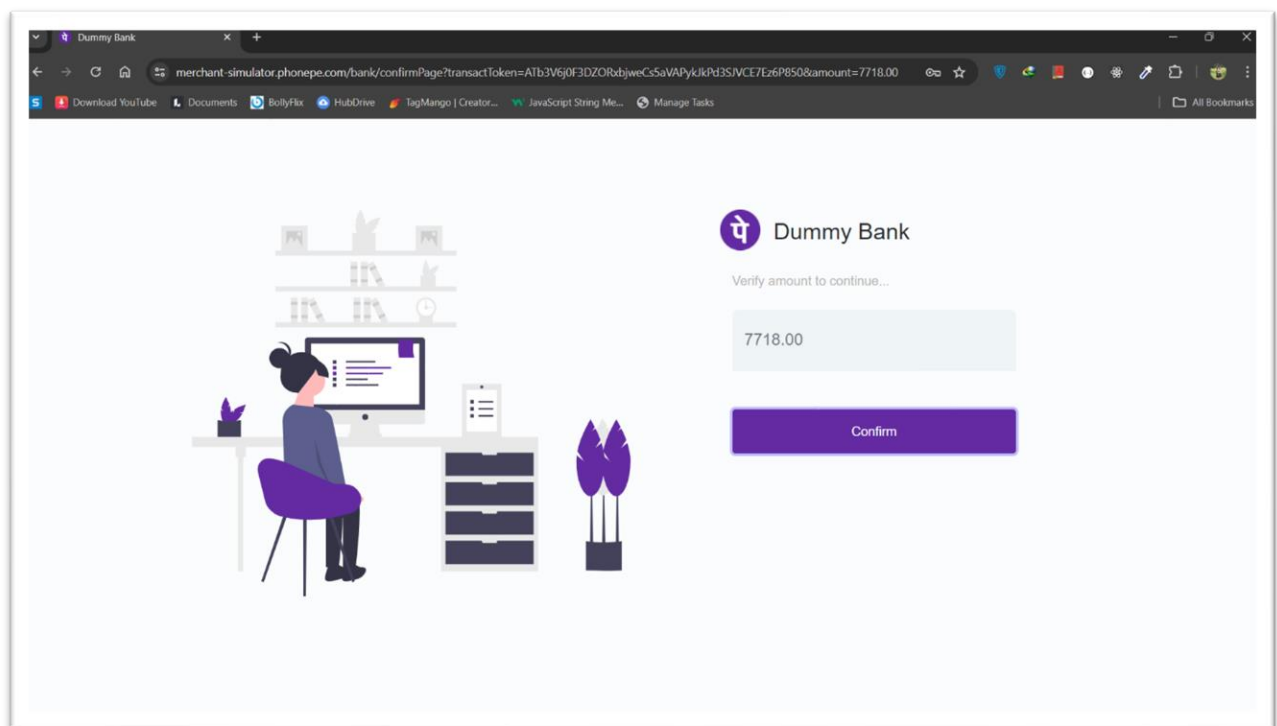 Dummy Bank
merchant-simulator.phonepe.com/bank/confirmPage?transactToken=ATb3V6j0F3DZORxbjweCs5aVAPykJkPd3SJVCE7Ez6P850&amount=7718.00
S Download YouTube Documents BollyFlix HubDrive TagMango | Creator... JavaScript String Me... Manage Tasks All Bookmarks
पे Dummy Bank
Verify amount to continue...
7718.00
Confirm